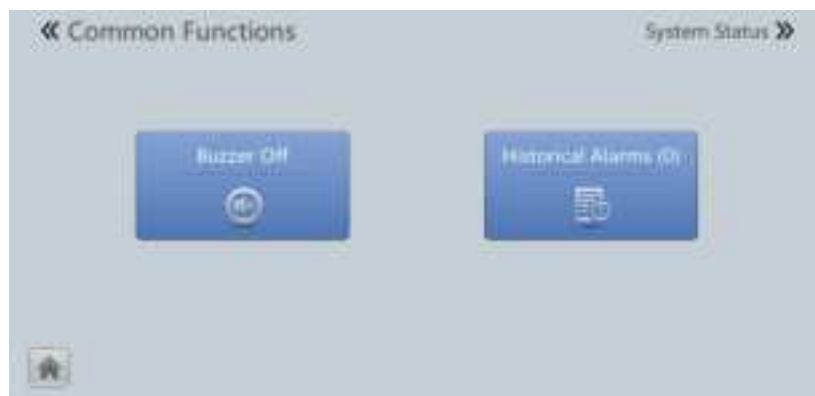 « Common Functions
System Status »
Buzzer Off
Historical Alarms (0)